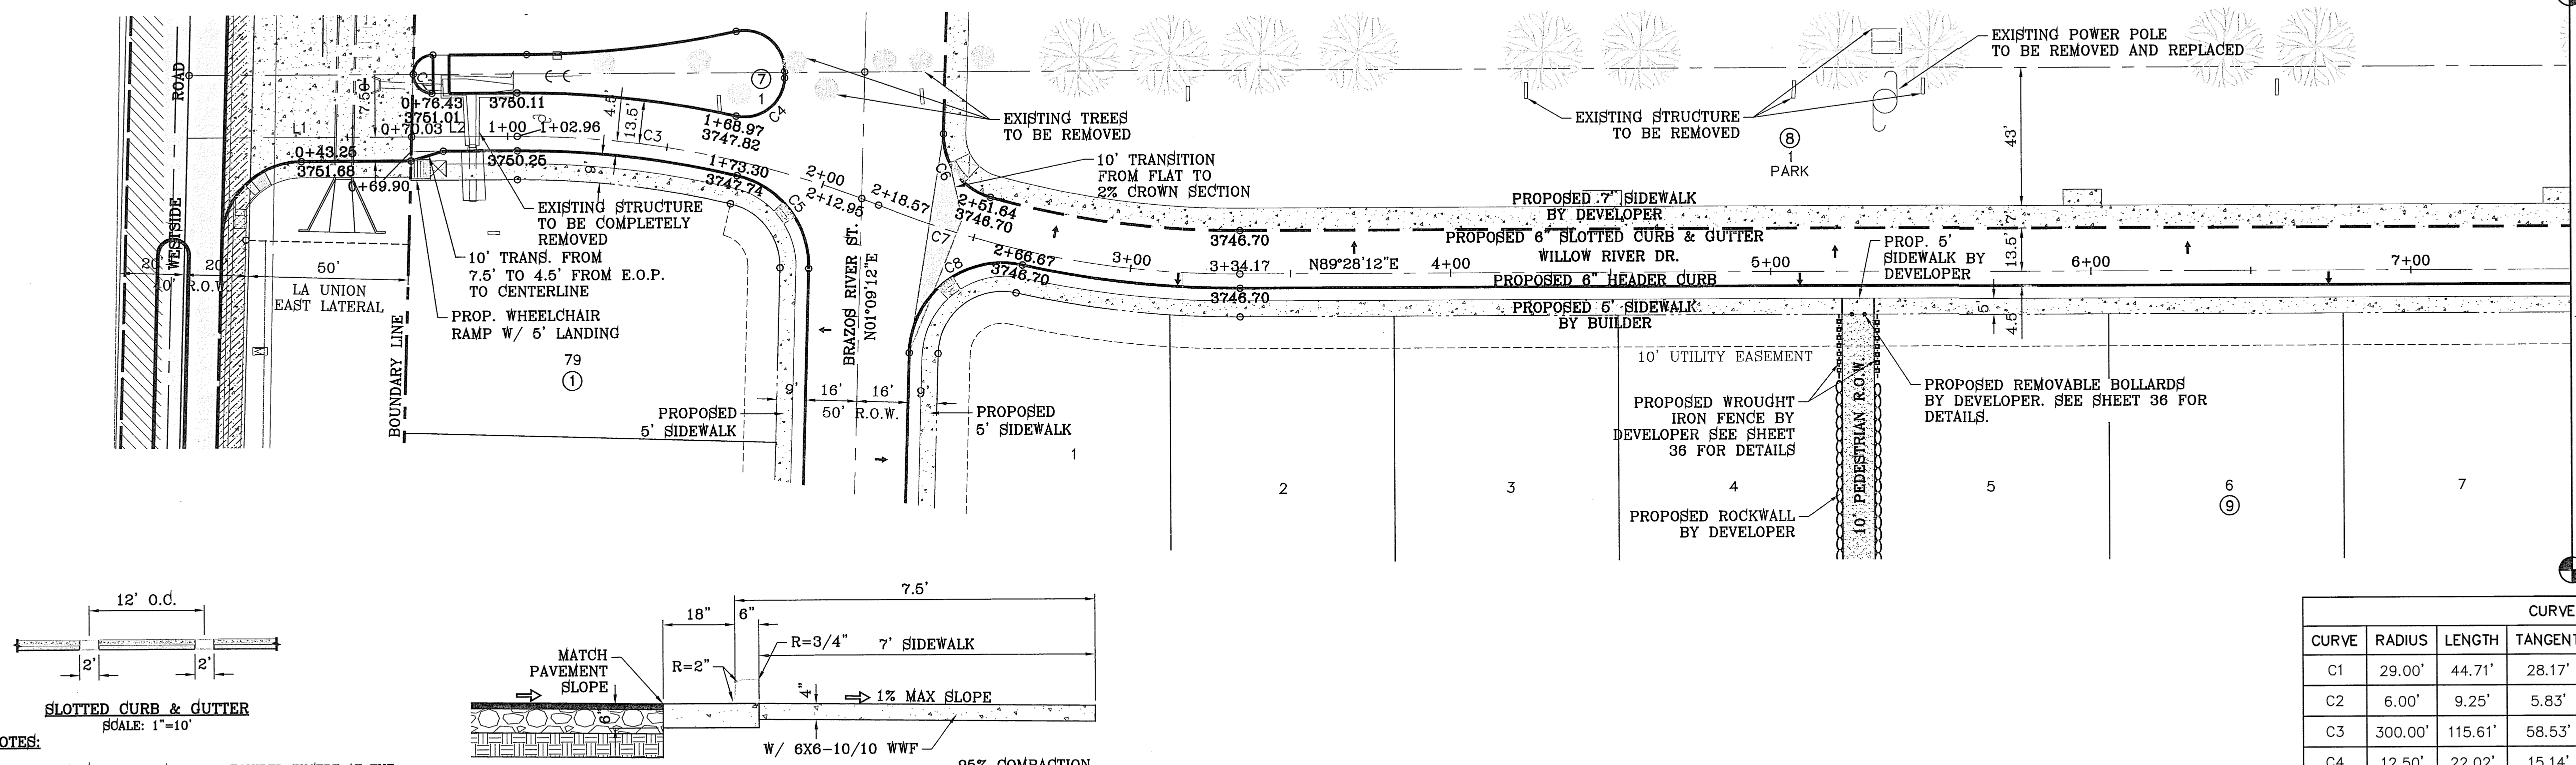 EXISTING POWER POLE
TO BE REMOVED AND REPLACED
ROAD
7.50'
0+76.43
3751.01
0+70.03
L1
L2
3750.11
1+00
1+02.96
4.5'
13.5'
C3
7
1
C4
1+68.97
3747.82
EXISTING TREES
TO BE REMOVED
EXISTING STRUCTURE
TO BE REMOVED
8
1
PARK
43'
0+43.25
3751.68
0+69.90
3750.25
8'
1+73.30
3747.74
C5
2+00
2+12.95
2+18.57
C6
2+51.64
3746.70
10' TRANSITION
FROM FLAT TO
2% CROWN SECTION
EXISTING STRUCTURE
TO BE COMPLETELY
REMOVED
10' TRANS. FROM
7.5' TO 4.5' FROM E.O.P.
TO CENTERLINE
PROP. WHEELCHAIR
RAMP W/ 5' LANDING
WESTSIDE
20'
20'
40' R.O.W.
50'
LA UNION
EAST LATERAL
BOUNDARY LINE
79
1
BRAZOS RIVER ST.
N01°09'12"E
C7
C8
2+66.67
3746.70
3+00
3746.70
3+34.17
3746.70
N89°28'12"E
4+00
PROPOSED 7' SIDEWALK
BY DEVELOPER
PROPOSED 6" SLOTTED CURB & GUTTER
WILLOW RIVER DR.
PROPOSED 6" HEADER CURB
PROPOSED 5' SIDEWALK
BY BUILDER
5+00
PROP. 5'
SIDEWALK BY
DEVELOPER
7'
13.5'
6+00
5'
4.5'
7+00
10' UTILITY EASEMENT
9'
16'
16'
9'
50' R.O.W.
PROPOSED
5' SIDEWALK
PROPOSED
5' SIDEWALK
PROPOSED WROUGHT
IRON FENCE BY
DEVELOPER SEE SHEET
36 FOR DETAILS
10' PEDESTRIAN R.O.W.
PROPOSED REMOVABLE BOLLARDS
BY DEVELOPER. SEE SHEET 36 FOR
DETAILS.
PROPOSED ROCKWALL
BY DEVELOPER
1
2
3
4
5
6
9
7
12' O.C.
2'
2'
SLOTTED CURB & GUTTER
SCALE: 1"=10'
7.5'
18"
6"
R=3/4"
7' SIDEWALK
MATCH
PAVEMENT
SLOPE
R=2"
6"
4"
1% MAX SLOPE
W/ 6X6-10/10 WWF
95% COMPACTION
CURVE
CURVE RADIUS LENGTH TANGENT
C1 29.00' 44.71' 28.17'
C2 6.00' 9.25' 5.83'
C3 300.00' 115.61' 58.53'
C4 12.50' 22.02' 15.14'